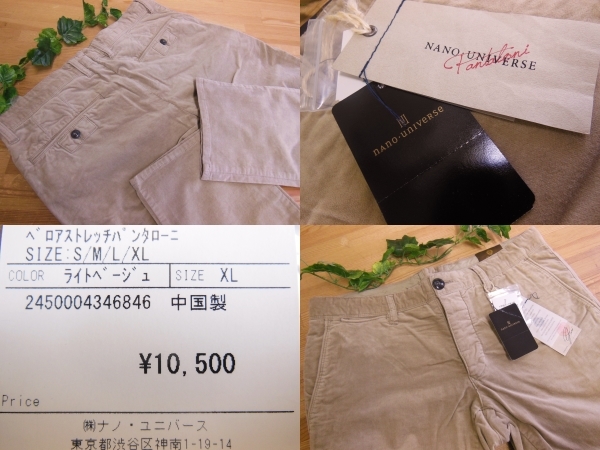 NANO·UNIVERSE
Pantaloni
NANO·UNIVERSE
ベロアストレッチパンタローニ
SIZE:S/M/L/XL
COLOR ライトベージュ SIZE XL
2450004346846 中国製
¥10,500
Price
㈱ナノ・ユニバース
東京都渋谷区神南1-19-14